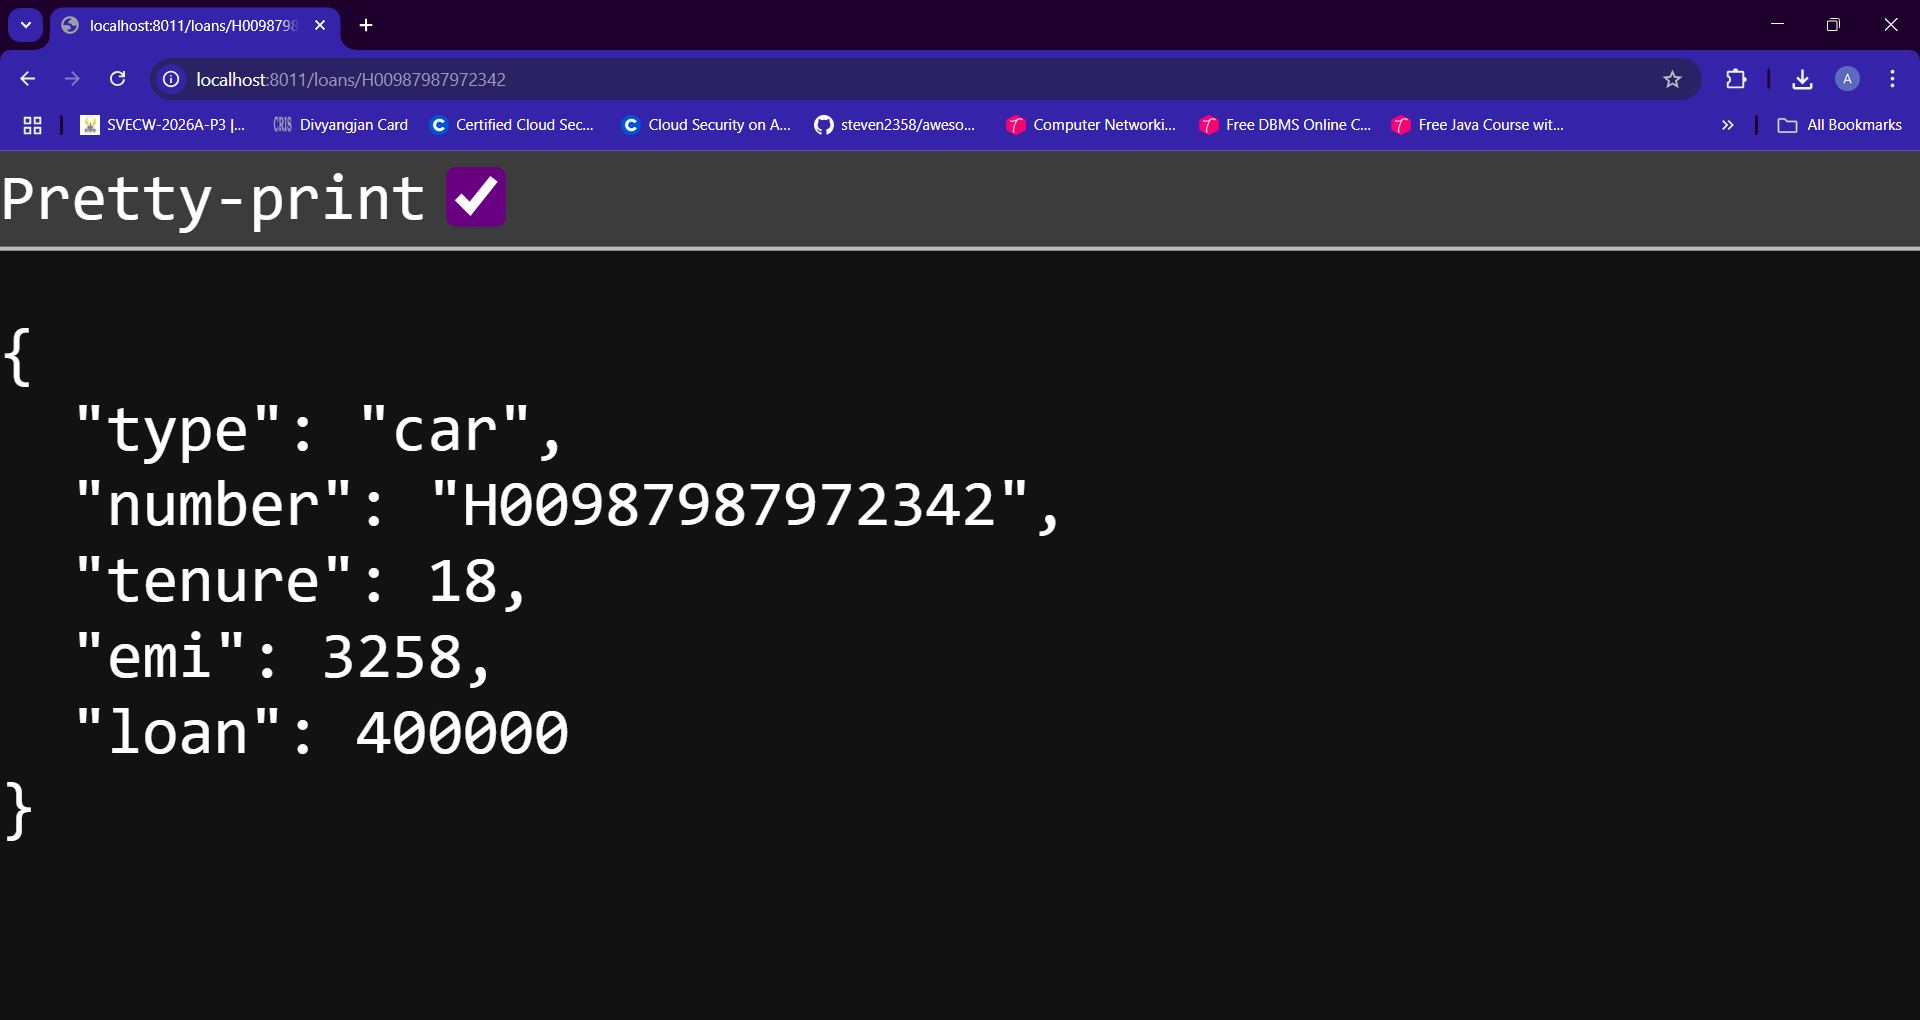 localhost:8011/loans/H0098798
localhost:8011/loans/H00987987972342
A
SVECW-2026A-P3 |...
CRIS Divyangjan Card
C Certified Cloud Sec...
C Cloud Security on A...
steven2358/aweso...
T Computer Networki...
T Free DBMS Online C...
T Free Java Course wit...
All Bookmarks
Pretty-print
{
"type": "car",
"number": "H00987987972342",
"tenure": 18,
"emi": 3258,
"loan": 400000
}